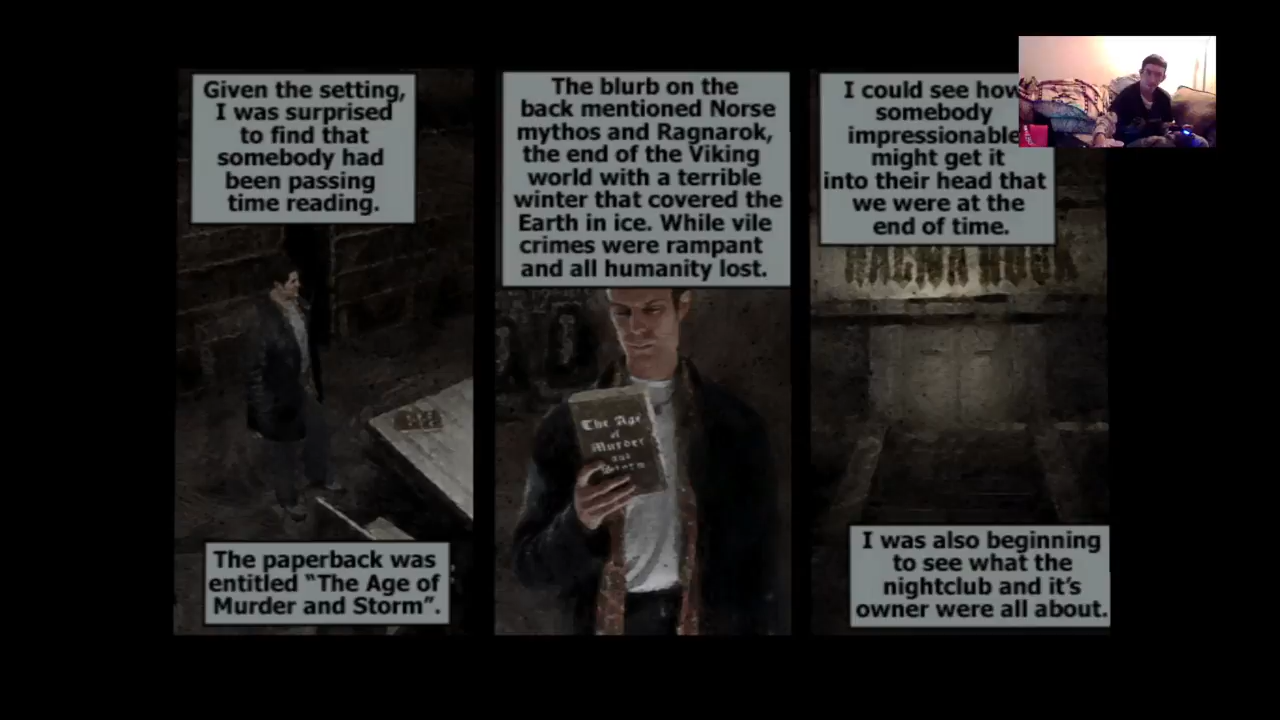 Given the setting,
I was surprised
to find that
somebody had
been passing
time reading.
The paperback was
entitled “The Age of
Murder and Storm”.
The blurb on the
back mentioned Norse
mythos and Ragnarok,
the end of the Viking
world with a terrible
winter that covered the
Earth in ice. While vile
crimes were rampant
and all humanity lost.
The Age
of
Murder
and
Storm
I could see how
somebody
impressionable
might get it
into their head that
we were at the
end of time.
RAGNA ROCK
I was also beginning
to see what the
nightclub and it's
owner were all about.